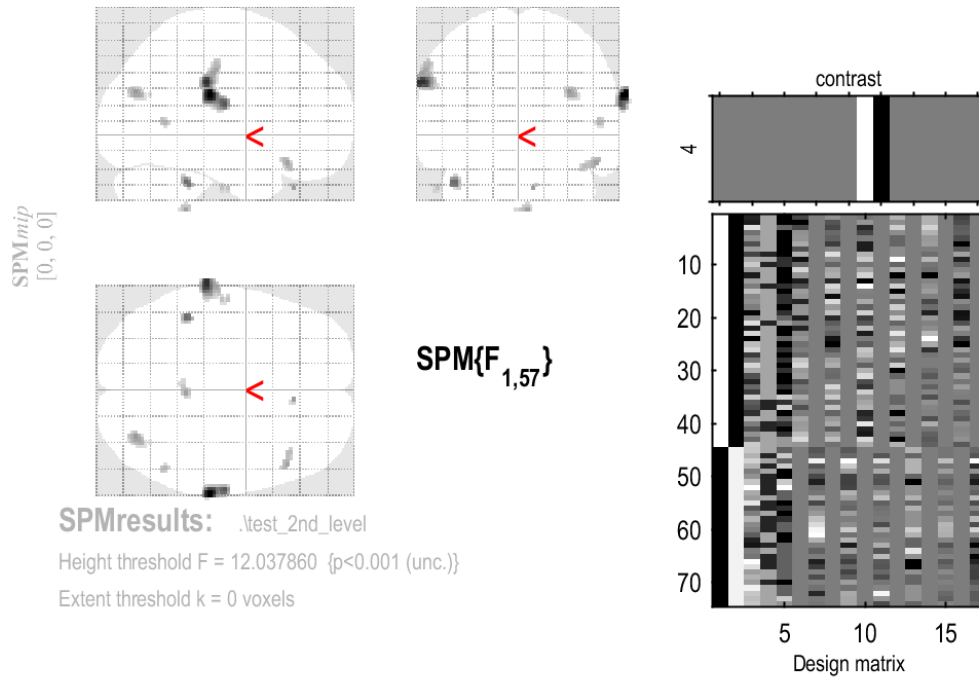 contrast
4
SPMmip
[0, 0, 0]
<
<
<
SPM{F1,57}
10
20
30
40
50
60
70
5 10 15
Design matrix
SPMresults: .\test_2nd_level
Height threshold F = 12.037860 {p<0.001 (unc.)}
Extent threshold k = 0 voxels